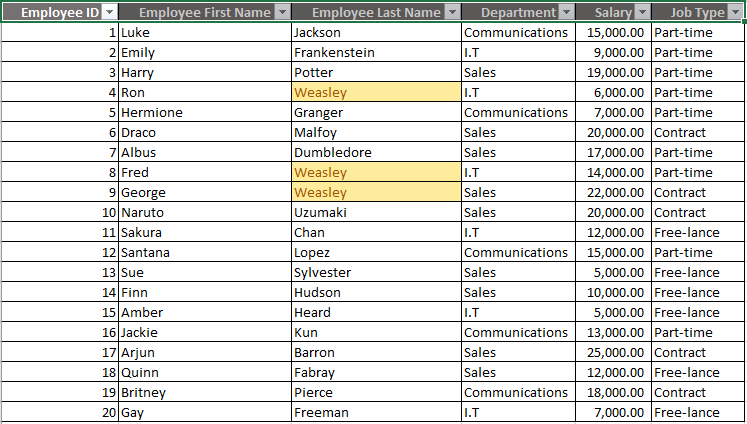 Employee ID Employee First Name Employee Last Name Department Salary Job Type
1 Luke Jackson Communications 15,000.00 Part-time
2 Emily Frankenstein I.T 9,000.00 Part-time
3 Harry Potter Sales 19,000.00 Part-time
4 Ron Weasley I.T 6,000.00 Part-time
5 Hermione Granger Communications 7,000.00 Part-time
6 Draco Malfoy Sales 20,000.00 Contract
7 Albus Dumbledore Sales 17,000.00 Part-time
8 Fred Weasley I.T 14,000.00 Part-time
9 George Weasley Sales 22,000.00 Contract
10 Naruto Uzumaki Sales 20,000.00 Contract
11 Sakura Chan I.T 12,000.00 Free-lance
12 Santana Lopez Communications 15,000.00 Part-time
13 Sue Sylvester Sales 5,000.00 Free-lance
14 Finn Hudson Sales 10,000.00 Free-lance
15 Amber Heard I.T 5,000.00 Free-lance
16 Jackie Kun Communications 13,000.00 Part-time
17 Arjun Barron Sales 25,000.00 Contract
18 Quinn Fabray Sales 12,000.00 Free-lance
19 Britney Pierce Communications 18,000.00 Contract
20 Gay Freeman I.T 7,000.00 Free-lance